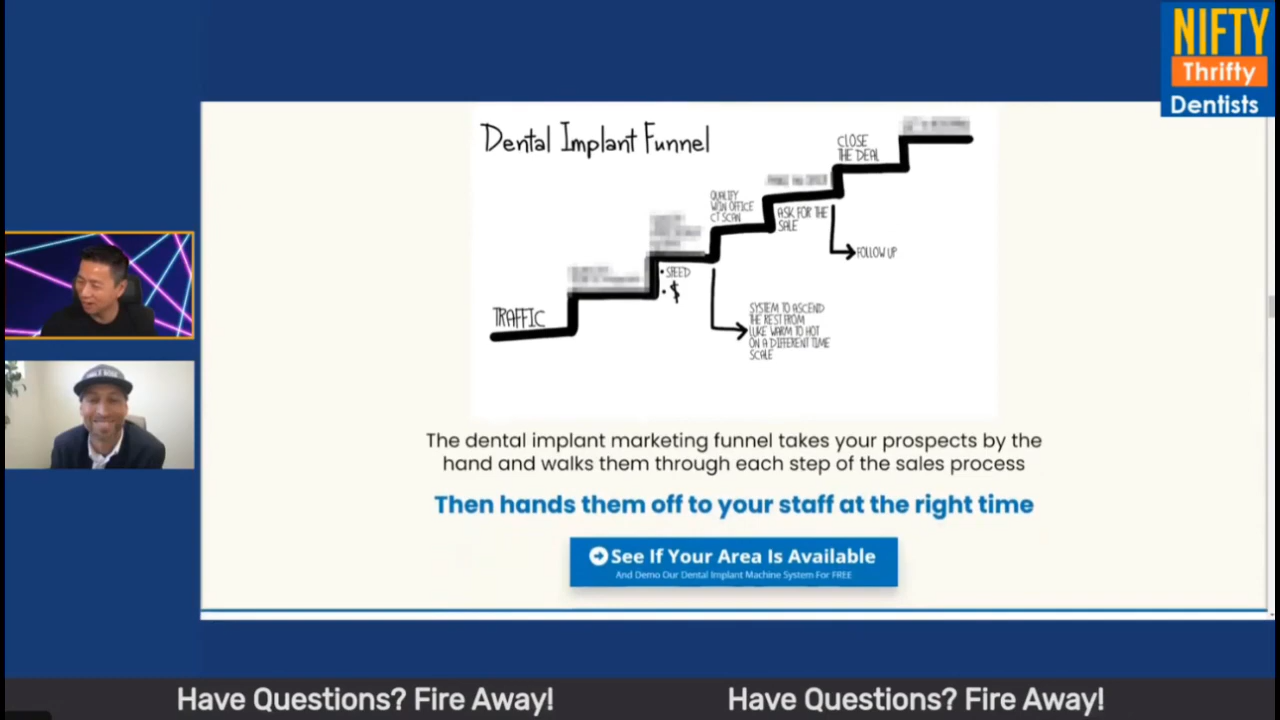 NIFTY
Thrifty
Dentists
Dental Implant Funnel
CLOSE
THE DEAL
QUALIFY
W/IN OFFICE
CT SCAN
ASK FOR THE
SALE
FOLLOW UP
• SPEED
• $
TRAFFIC
SYSTEM TO ASCEND
THE REST FROM
LUKE WARM TO HOT
ON A DIFFERENT TIME
SCALE
The dental implant marketing funnel takes your prospects by the
hand and walks them through each step of the sales process
Then hands them off to your staff at the right time
See If Your Area Is Available
And Demo Our Dental Implant Machine System For FREE
Have Questions? Fire Away!
Have Questions? Fire Away!